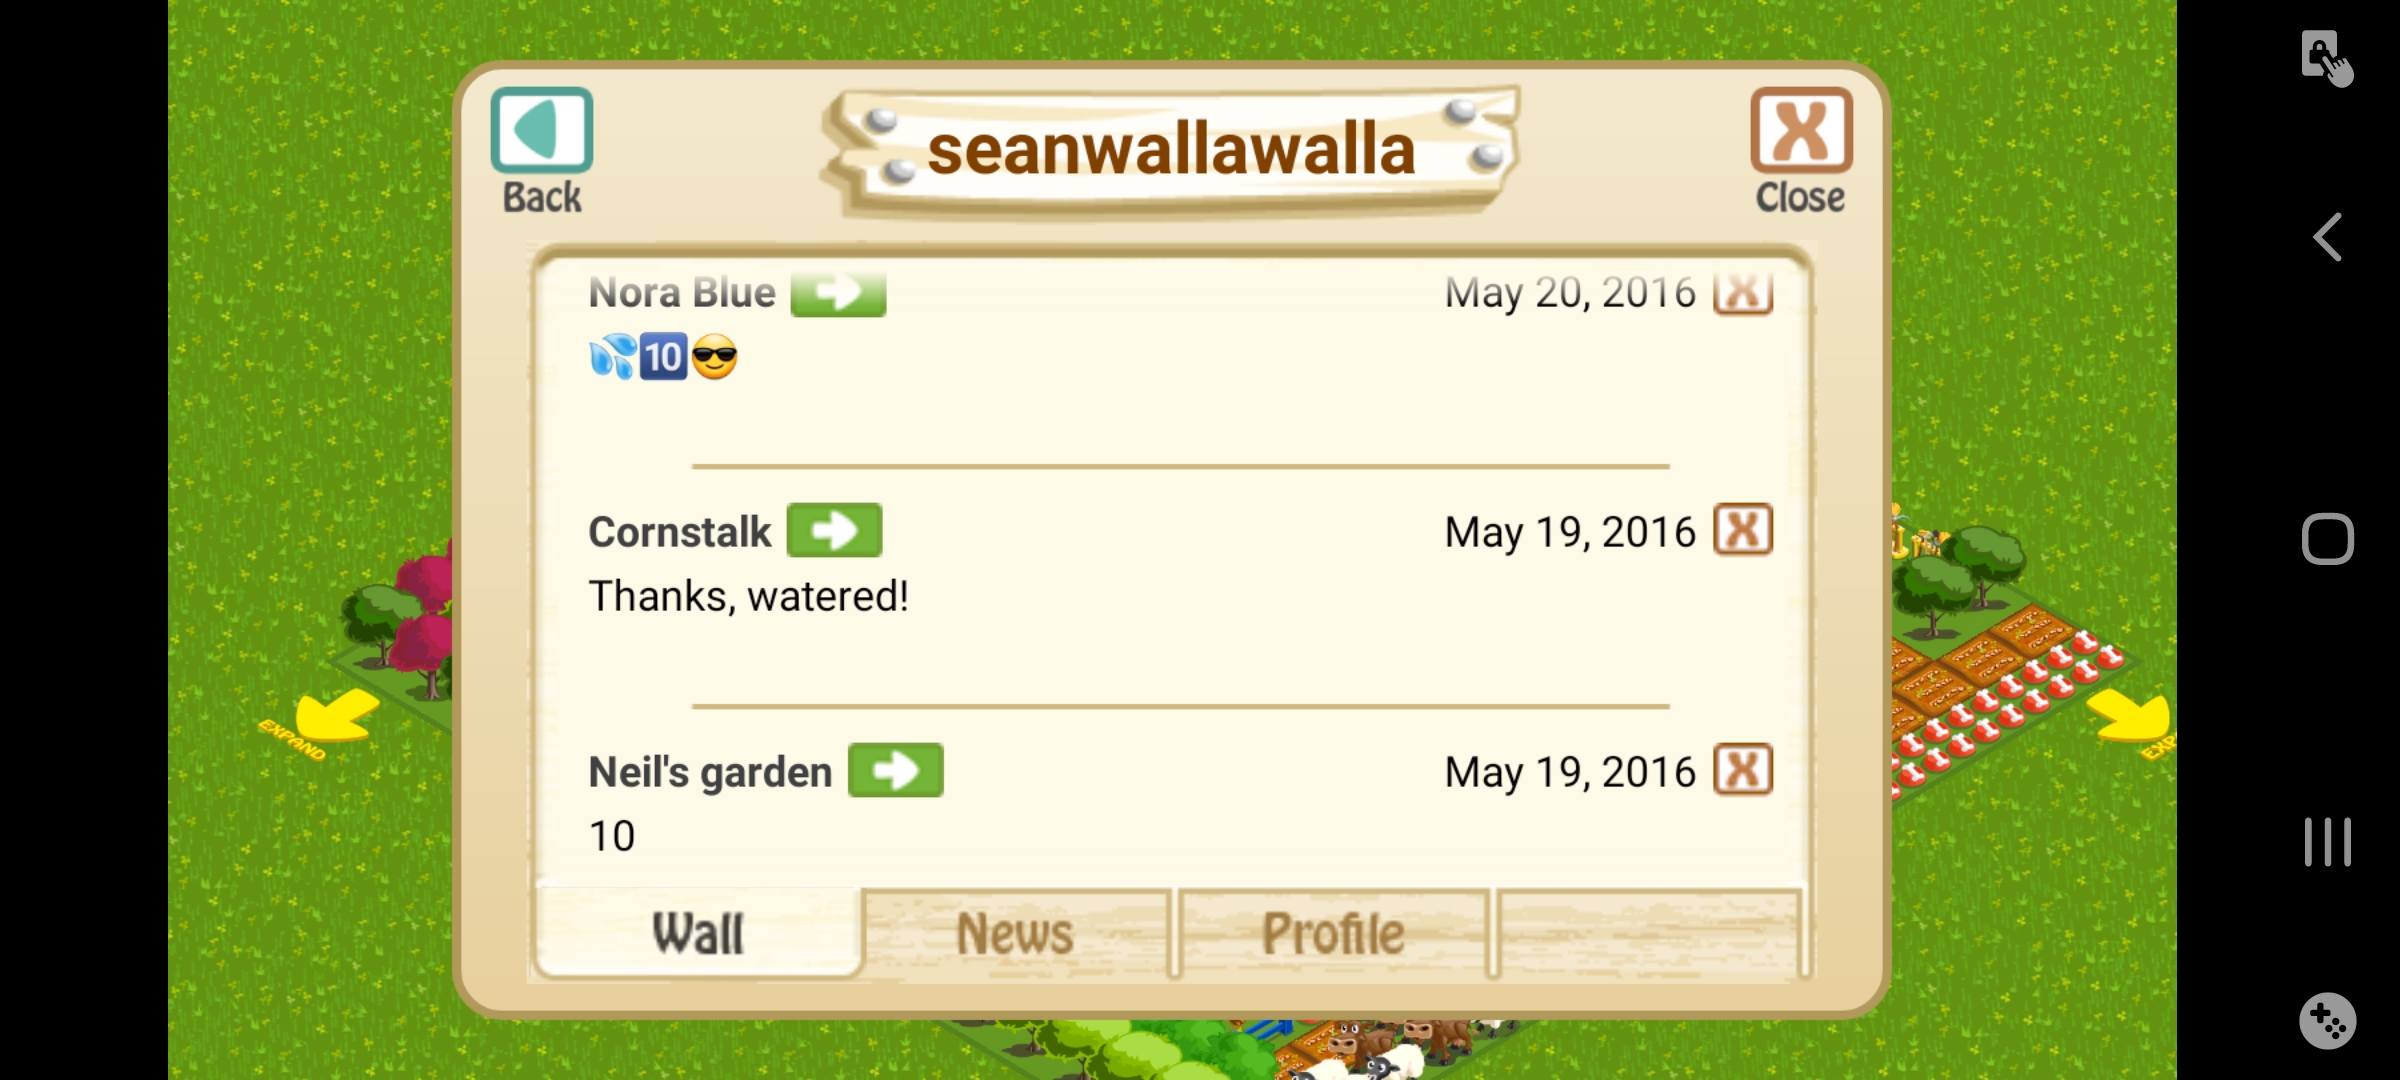 seanwallawalla
Back
Close
Nora Blue May 20, 2016
💦🔟😎
Cornstalk May 19, 2016
Thanks, watered!
Neil's garden May 19, 2016
10
Wall News Profile
EXPAND
EXP